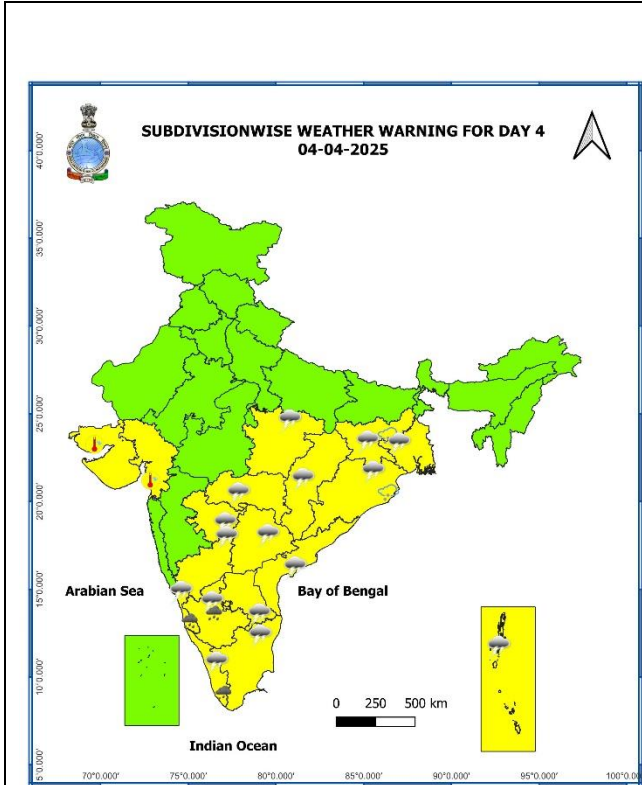 SUBDIVISIONWISE WEATHER WARNING FOR DAY 4
04-04-2025
40°0.000'
35°0.000'
30°0.000'
25°0.000'
20°0.000'
15°0.000'
10°0.000'
5°0.000'
Arabian Sea
Bay of Bengal
0 250 500 km
Indian Ocean
70°0.000' 75°0.000' 80°0.000' 85°0.000' 90°0.000' 95°0.000' 100°0.00